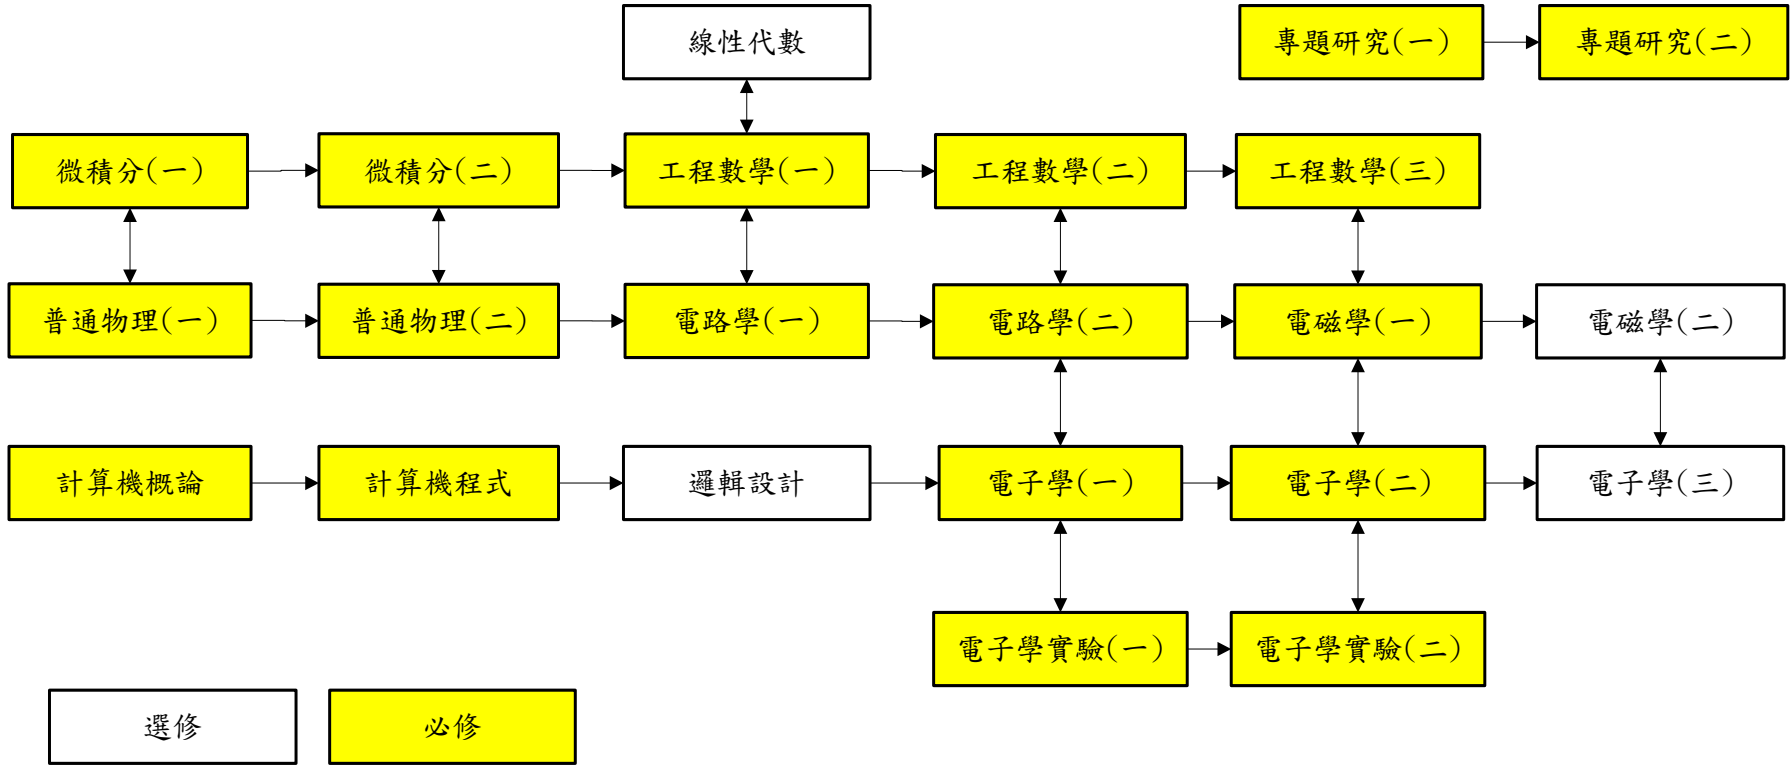 線性代數
專題研究(一)
專題研究(二)
微積分(一)
微積分(二)
工程數學(一)
工程數學(二)
工程數學(三)
普通物理(一)
普通物理(二)
電路學(一)
電路學(二)
電磁學(一)
電磁學(二)
計算機概論
計算機程式
邏輯設計
電子學(一)
電子學(二)
電子學(三)
電子學實驗(一)
電子學實驗(二)
選修
必修